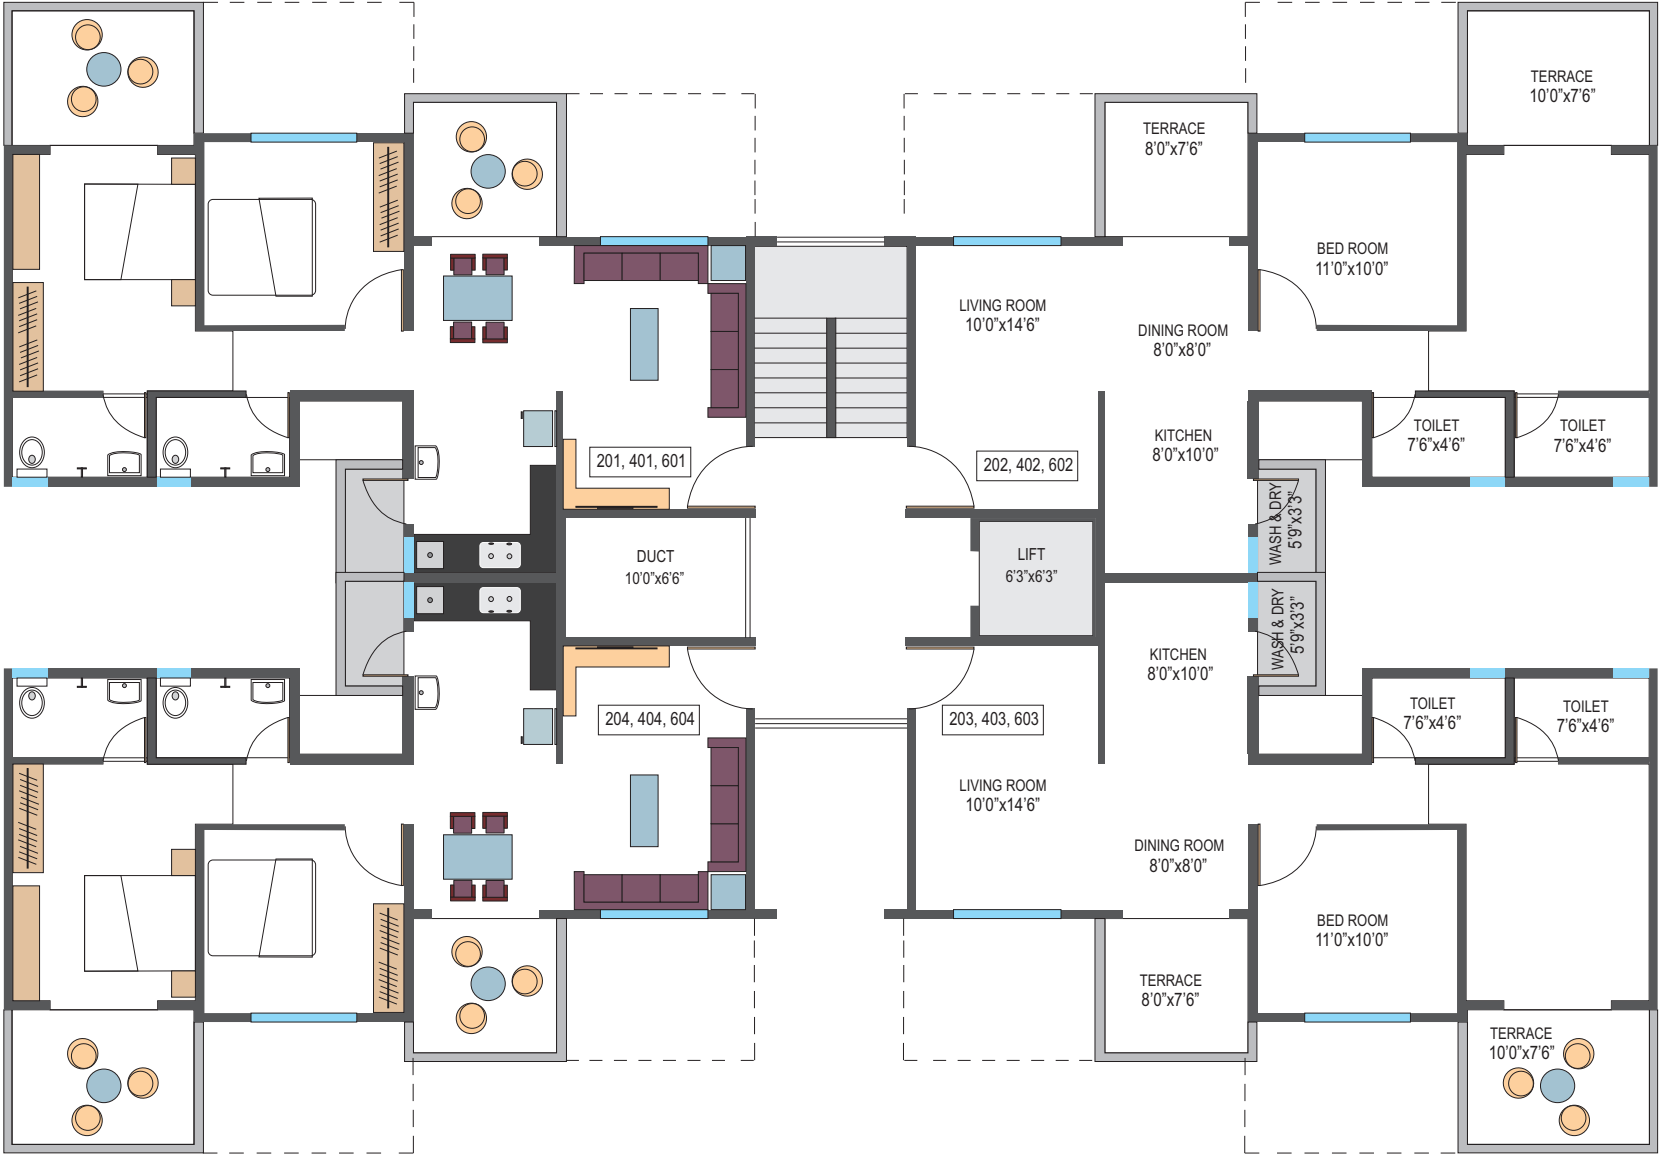 TERRACE
10'0"x7'6"
TERRACE
8'0"x7'6"
BED ROOM
11'0"x10'0"
LIVING ROOM
10'0"x14'6"
DINING ROOM
8'0"x8'0"
KITCHEN
8'0"x10'0"
TOILET
7'6"x4'6"
TOILET
7'6"x4'6"
201, 401, 601
202, 402, 602
WASH & DRY
5'9"x3'3"
DUCT
10'0"x6'6"
LIFT
6'3"x6'3"
WASH & DRY
5'9"x3'3"
KITCHEN
8'0"x10'0"
TOILET
7'6"x4'6"
TOILET
7'6"x4'6"
204, 404, 604
203, 403, 603
LIVING ROOM
10'0"x14'6"
DINING ROOM
8'0"x8'0"
BED ROOM
11'0"x10'0"
TERRACE
8'0"x7'6"
TERRACE
10'0"x7'6"